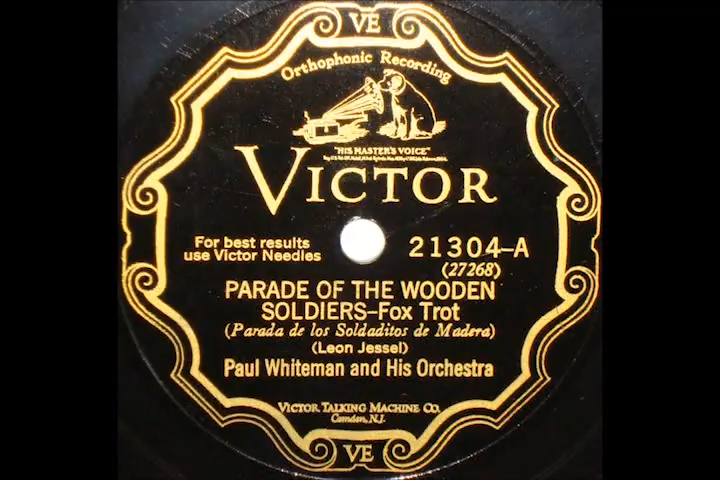 VE
Orthophonic Recording
"HIS MASTER'S VOICE"
VICTOR
For best results
use Victor Needles
21304-A
(27268)
PARADE OF THE WOODEN
SOLDIERS-Fox Trot
(Parada de los Soldaditos de Madera)
(Leon Jessel)
Paul Whiteman and His Orchestra
VICTOR TALKING MACHINE CO.
Camden, N.J.
VE